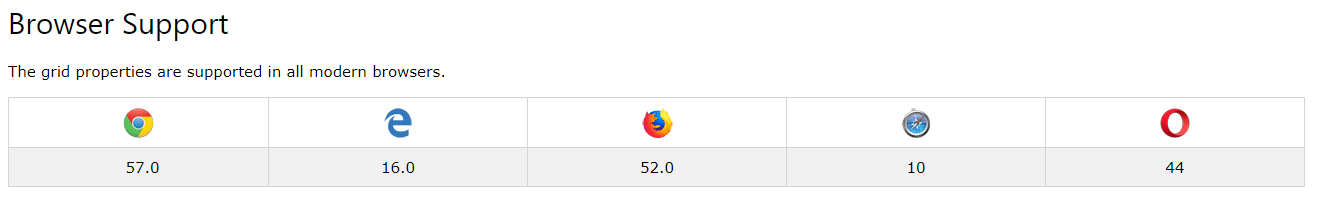 Browser Support
The grid properties are supported in all modern browsers.
57.0 16.0 52.0 10 44